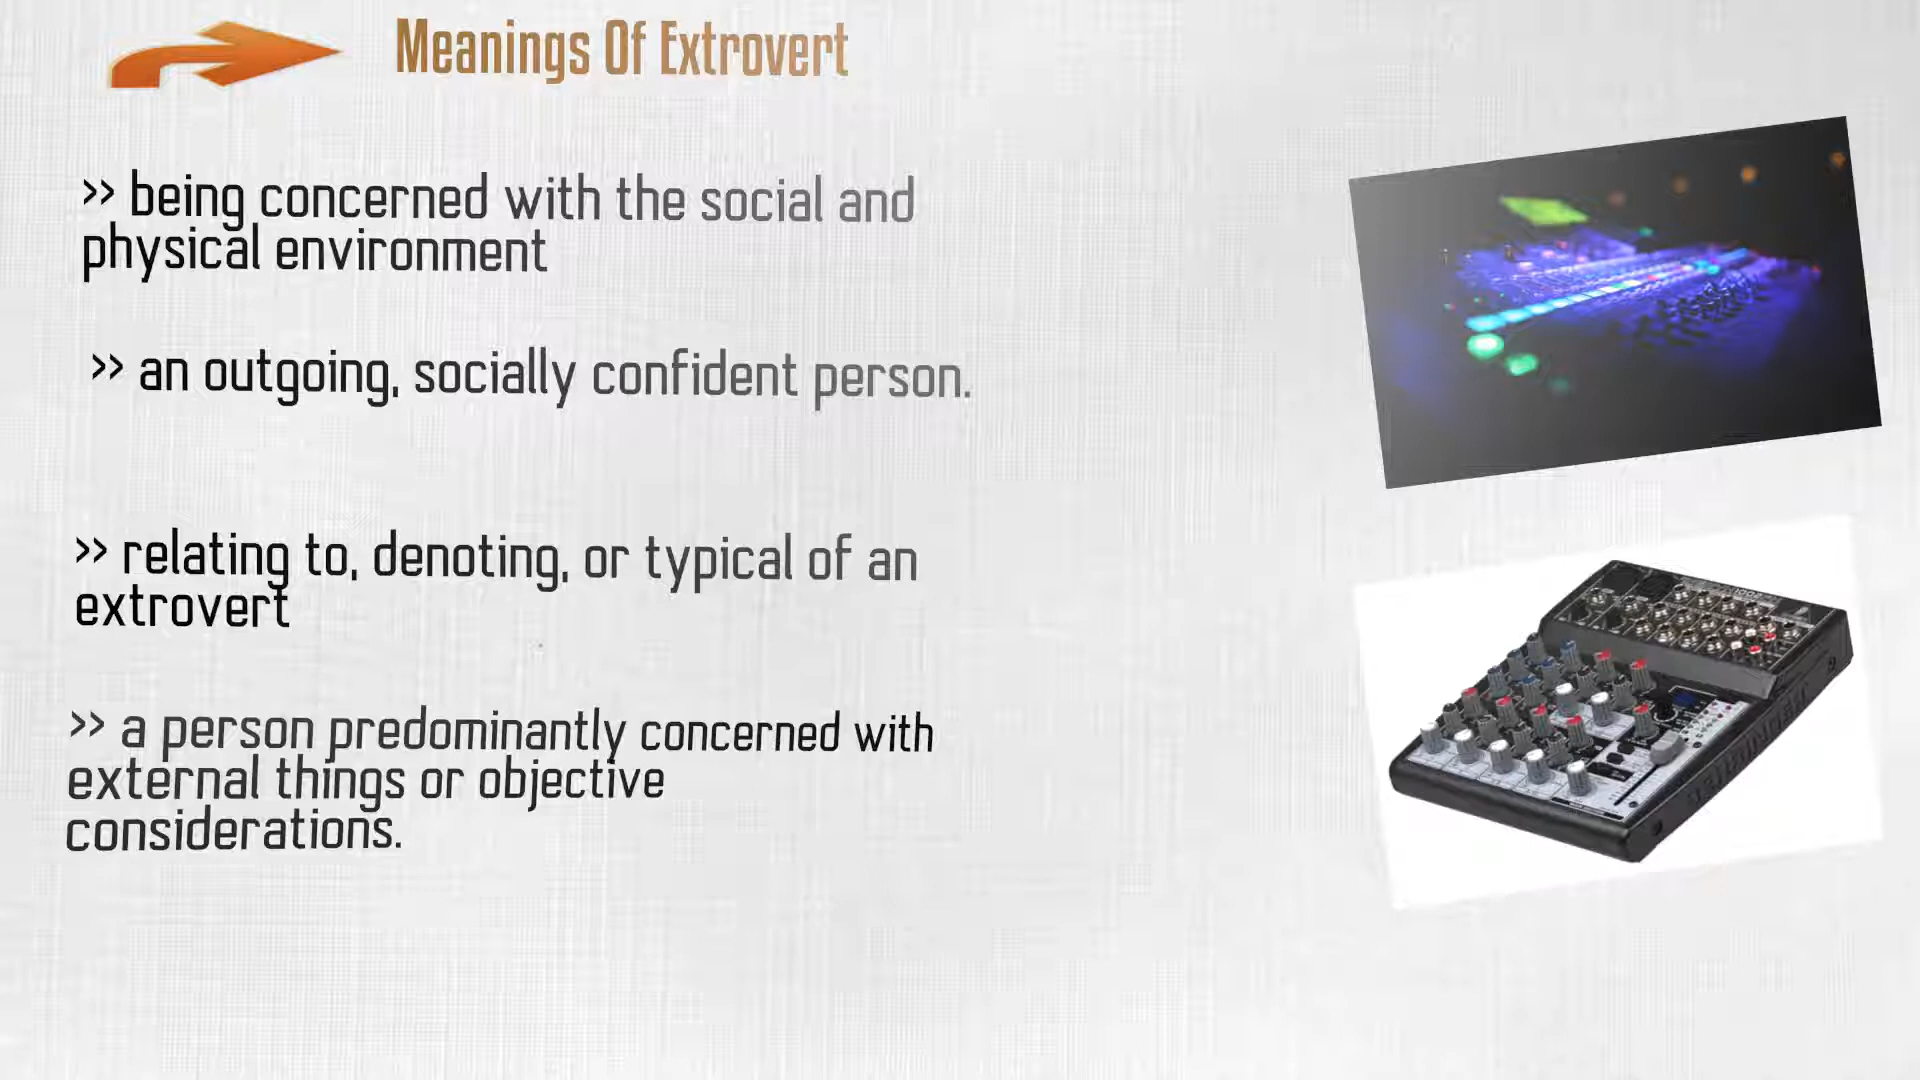 Meanings Of Extrovert
>> being concerned with the social and
physical environment
>> an outgoing, socially confident person.
>> relating to, denoting, or typical of an
extrovert
>> a person predominantly concerned with
external things or objective
considerations.